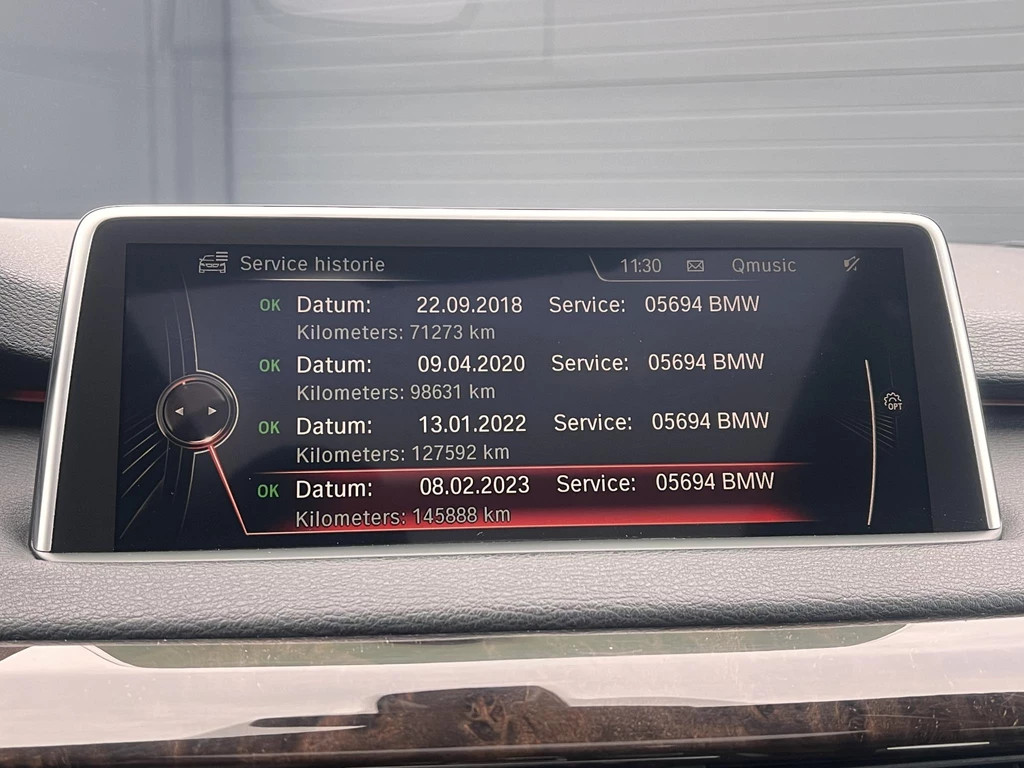 Service historie 11:30 Qmusic
OK Datum: 22.09.2018 Service: 05694 BMW
Kilometers: 71273 km
OK Datum: 09.04.2020 Service: 05694 BMW
Kilometers: 98631 km
OPT
OK Datum: 13.01.2022 Service: 05694 BMW
Kilometers: 127592 km
OK Datum: 08.02.2023 Service: 05694 BMW
Kilometers: 145888 km